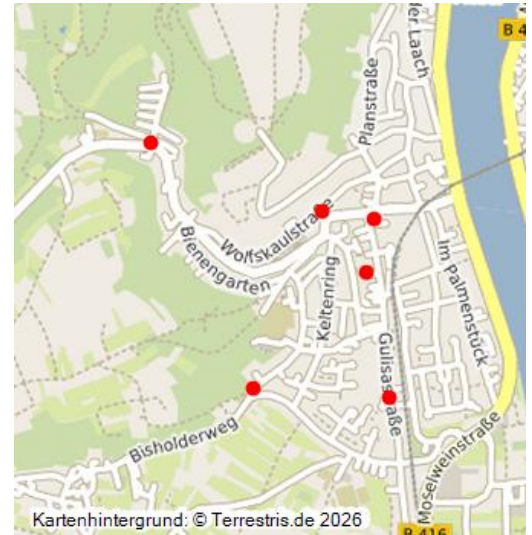 der Laach
B 4
Planstraße
Wolfskaulstraße
Bienengarten
Keltenring
Im Palmenstück
Gulisastraße
Bisholderweg
Moselweinstraße
B 416
Kartenhintergrund: © Terrestris.de 2026